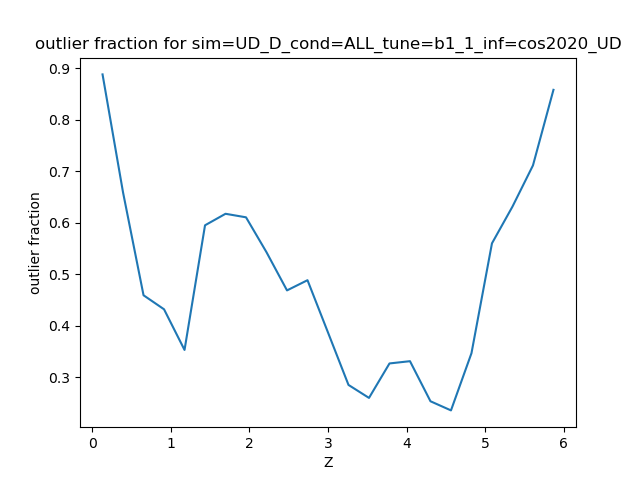 outlier fraction for sim=UD_D_cond=ALL_tune=b1_1_inf=cos2020_UD
0.9
0.8
0.7
0.6
0.5
0.4
0.3
outlier fraction
0 1 2 3 4 5 6
Z